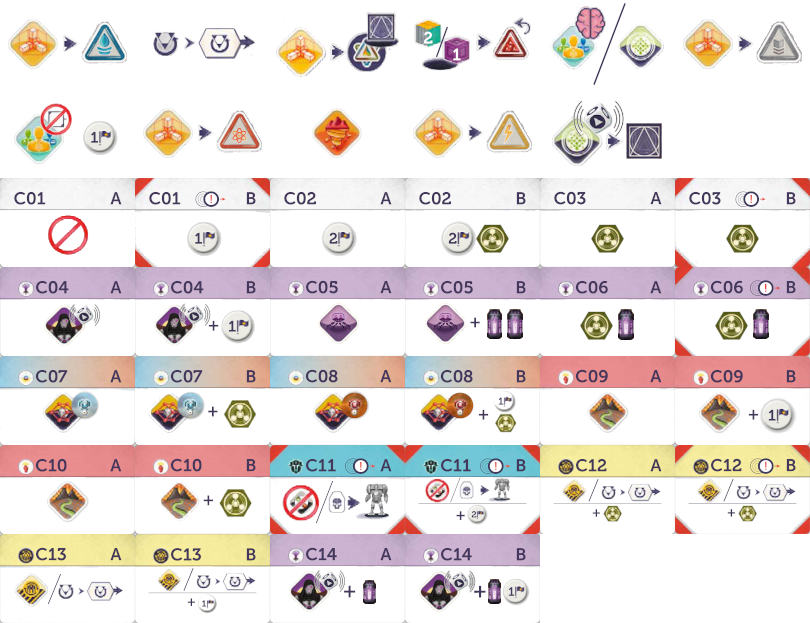 2 / 1
1
C01 A C01 ! B C02 A C02 B C03 A C03 ! B
1 2 2
C04 A C04 B C05 A C05 B C06 A C06 ! B
1
C07 A C07 B C08 A C08 B C09 A C09 B
+ + 1 + 1
C10 A C10 B C11 ! A C11 ! B C12 A C12 ! B
+ + 2 + +
C13 A C13 B C14 A C14 B
+ 1 + + 1